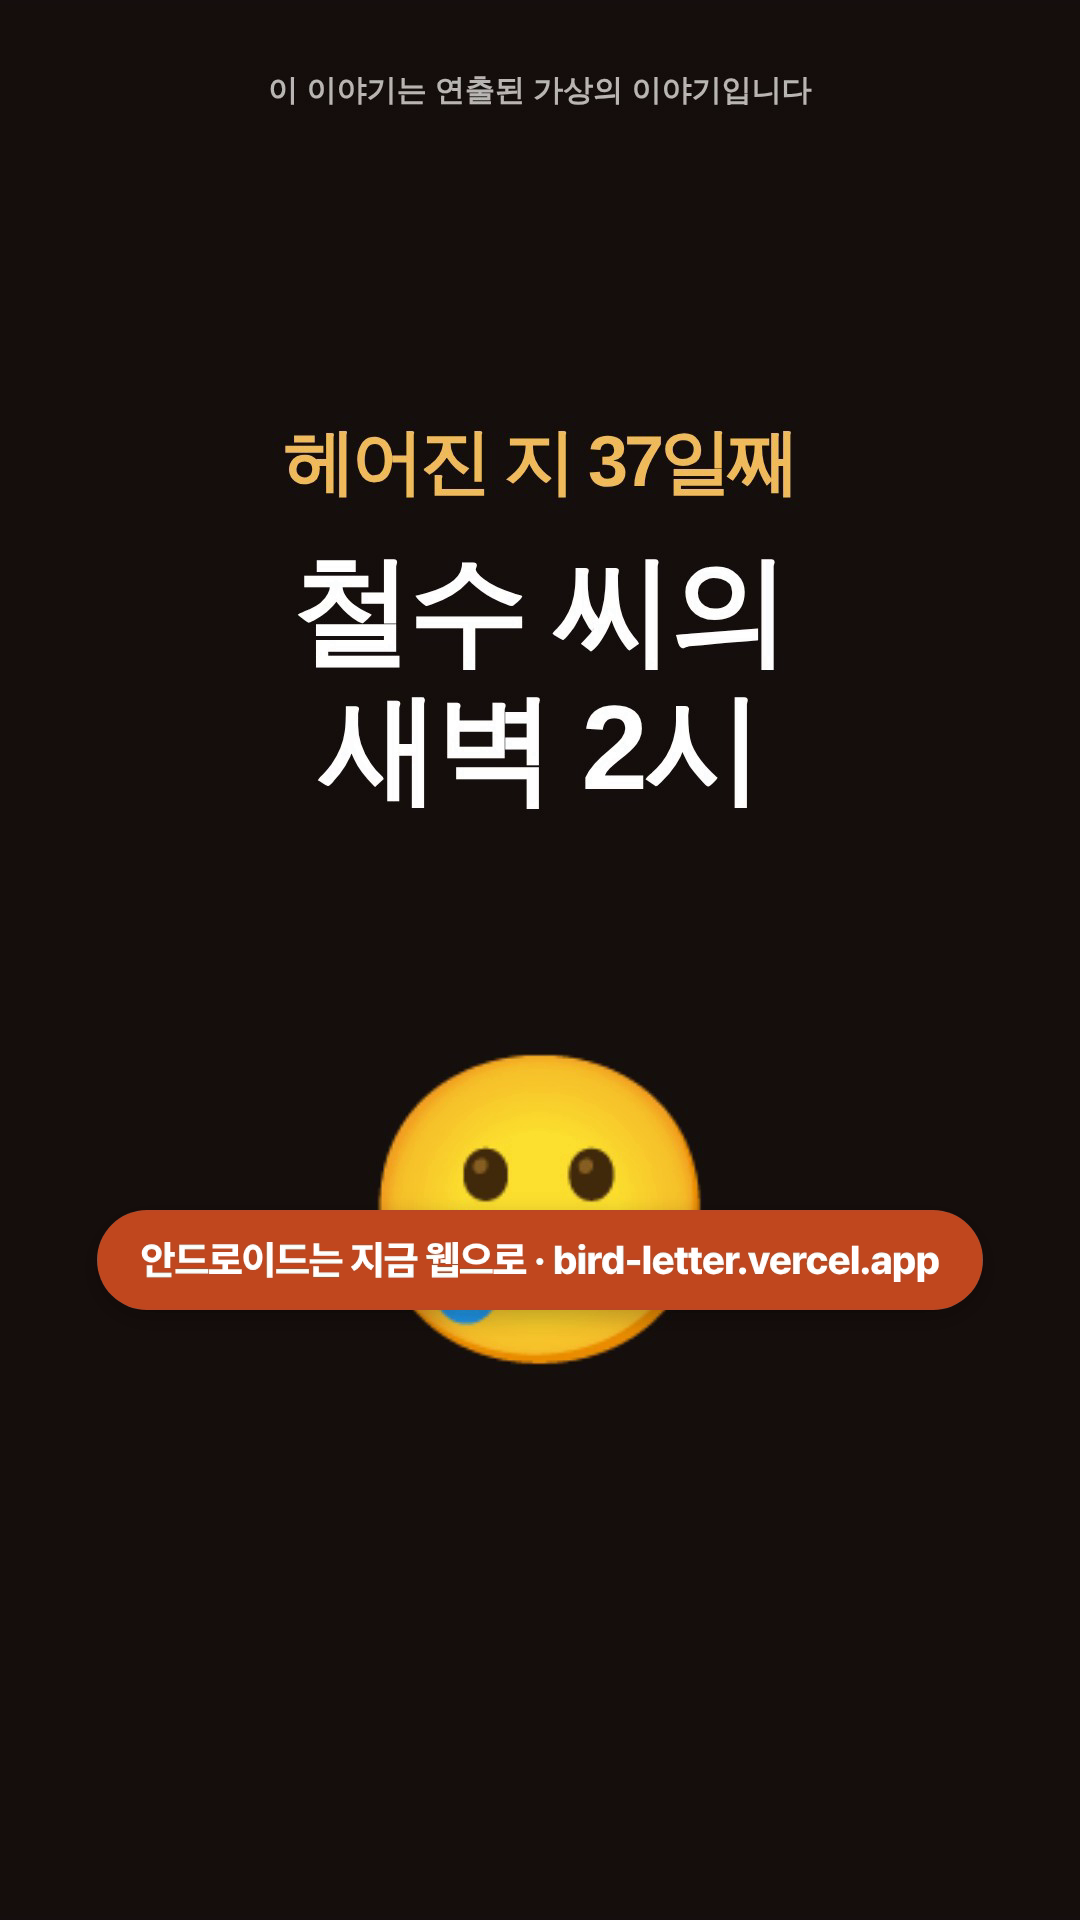 이 이야기는 연출된 가상의 이야기입니다
헤어진 지 37일째
철수 씨의
새벽 2시
안드로이드는 지금 웹으로 · bird-letter.vercel.app